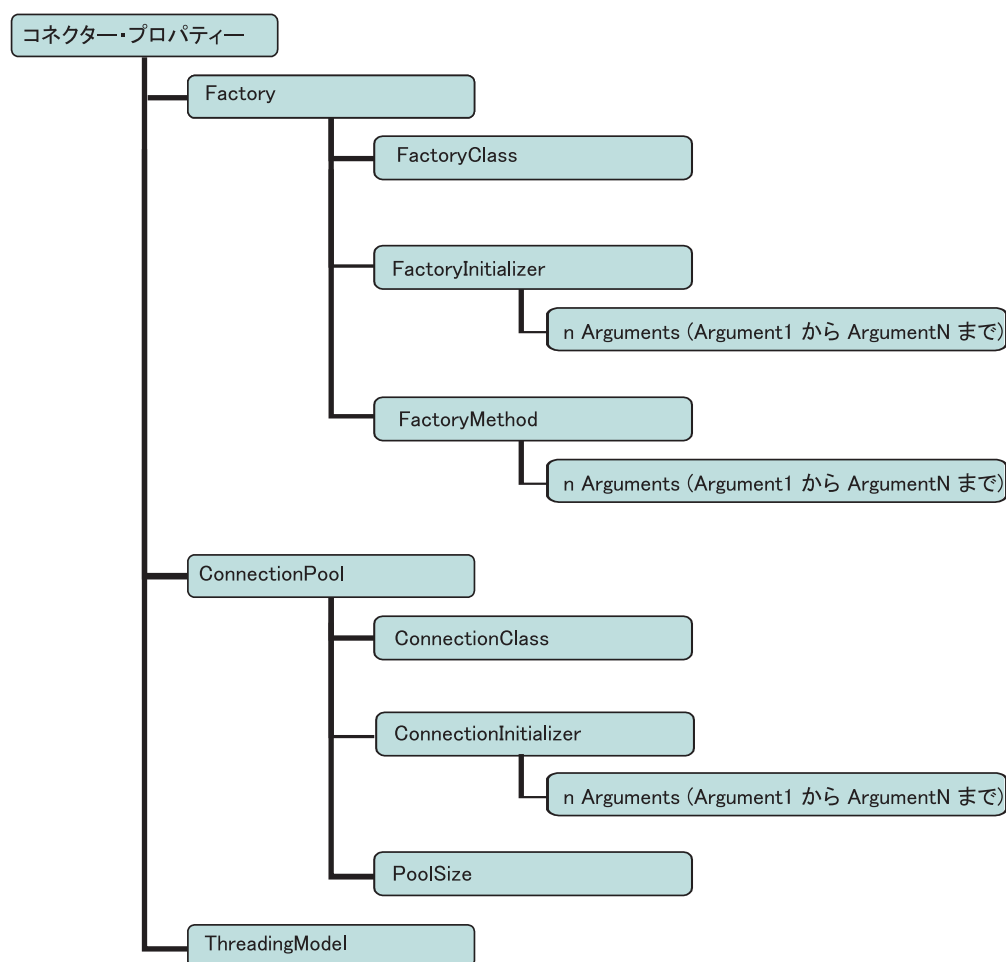 コネクター・プロパティー
Factory
FactoryClass
FactoryInitializer
n Arguments (Argument1 から ArgumentN まで)
FactoryMethod
n Arguments (Argument1 から ArgumentN まで)
ConnectionPool
ConnectionClass
ConnectionInitializer
n Arguments (Argument1 から ArgumentN まで)
PoolSize
ThreadingModel